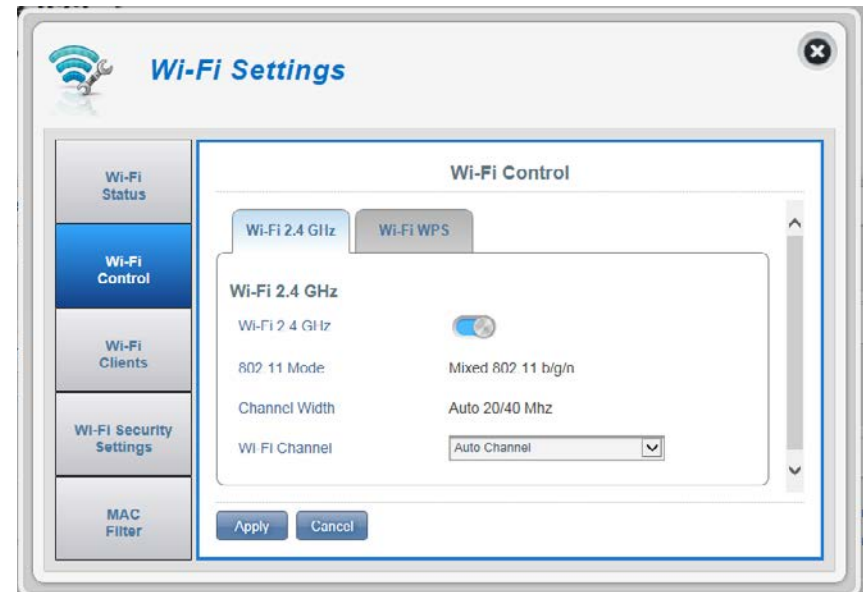 Wi-Fi Settings
Wi-Fi
Status
Wi-Fi
Control
Wi-Fi
Clients
Wi-Fi Security
Settings
MAC
Filter
Wi-Fi Control
Wi-Fi 2.4 GHz
Wi-Fi WPS
Wi-Fi 2.4 GHz
Wi-Fi 2.4 GHz
802.11 Mode Mixed 802.11 b/g/n
Channel Width Auto 20/40 Mhz
Wi-Fi Channel Auto Channel
Apply Cancel